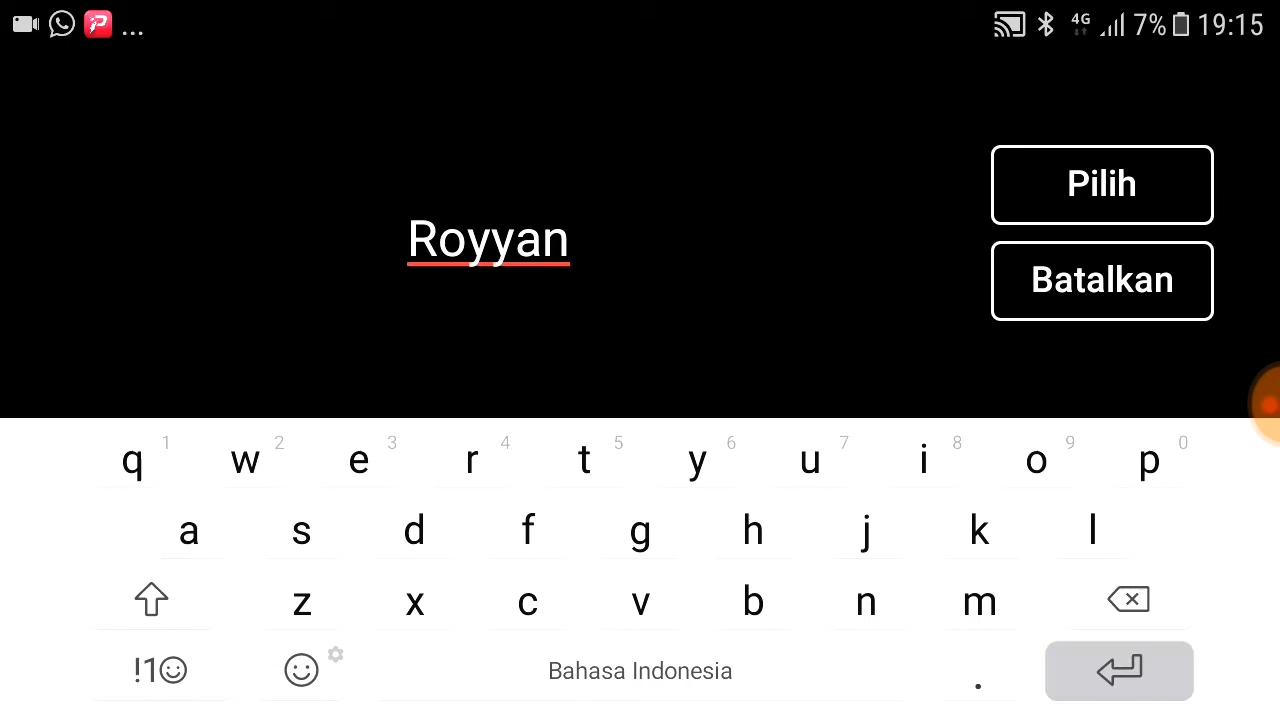 ... 4G 7% 19:15
Pilih
Royyan
Batalkan
q 1 w 2 e 3 r 4 t 5 y 6 u 7 i 8 o 9 p 0
a s d f g h j k l
z x c v b n m
!1☺ Bahasa Indonesia .